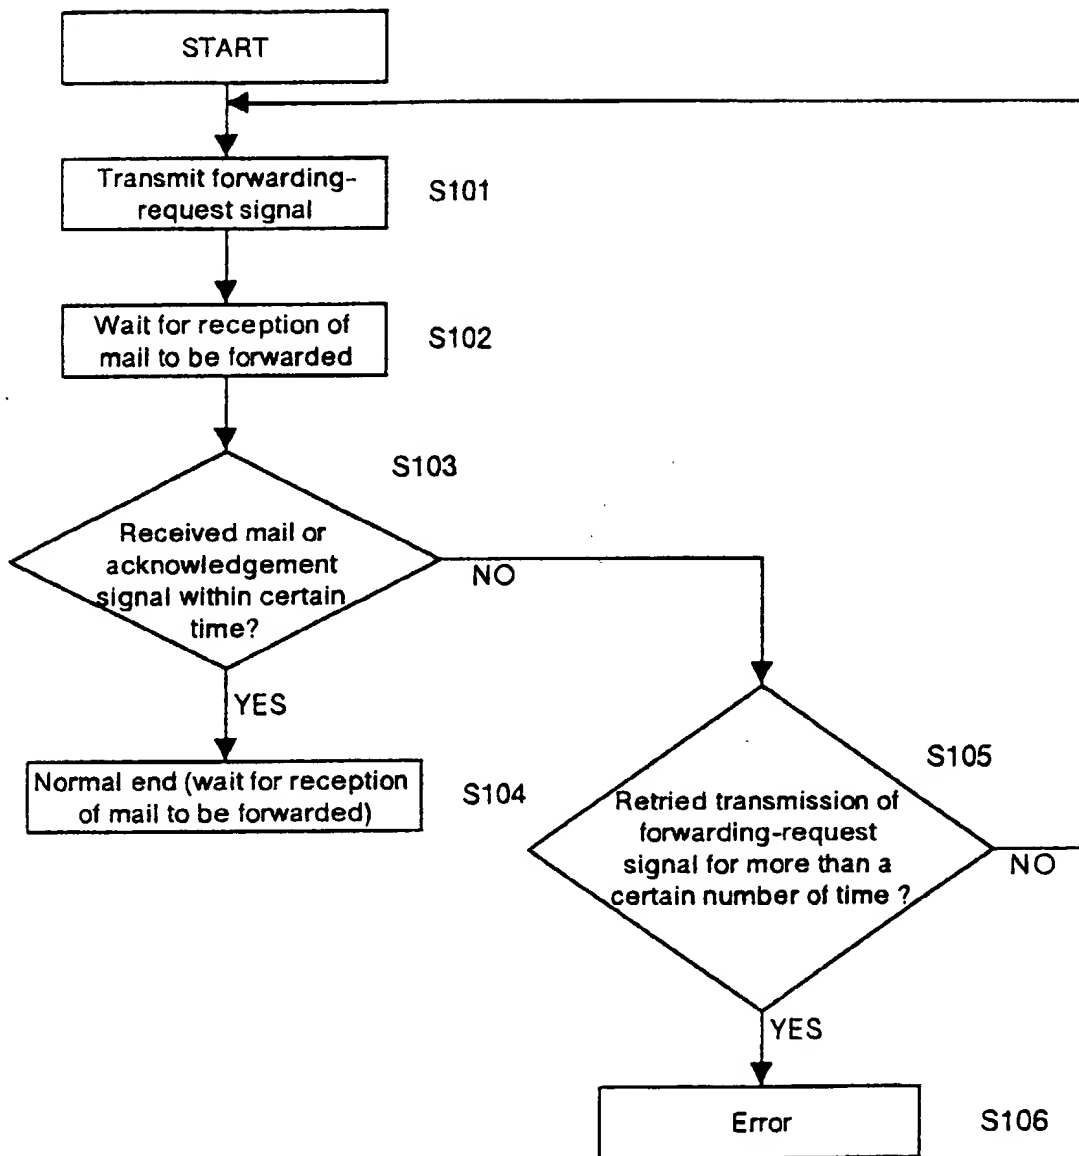 START
Transmit forwarding-
request signal
S101
Wait for reception of
mail to be forwarded
S102
S103
Received mail or
acknowledgement
signal within certain
time?
NO
YES
Normal end (wait for reception
of mail to be forwarded)
S104
S105
Retried transmission of
forwarding-request
signal for more than a
certain number of time ?
NO
YES
Error
S106